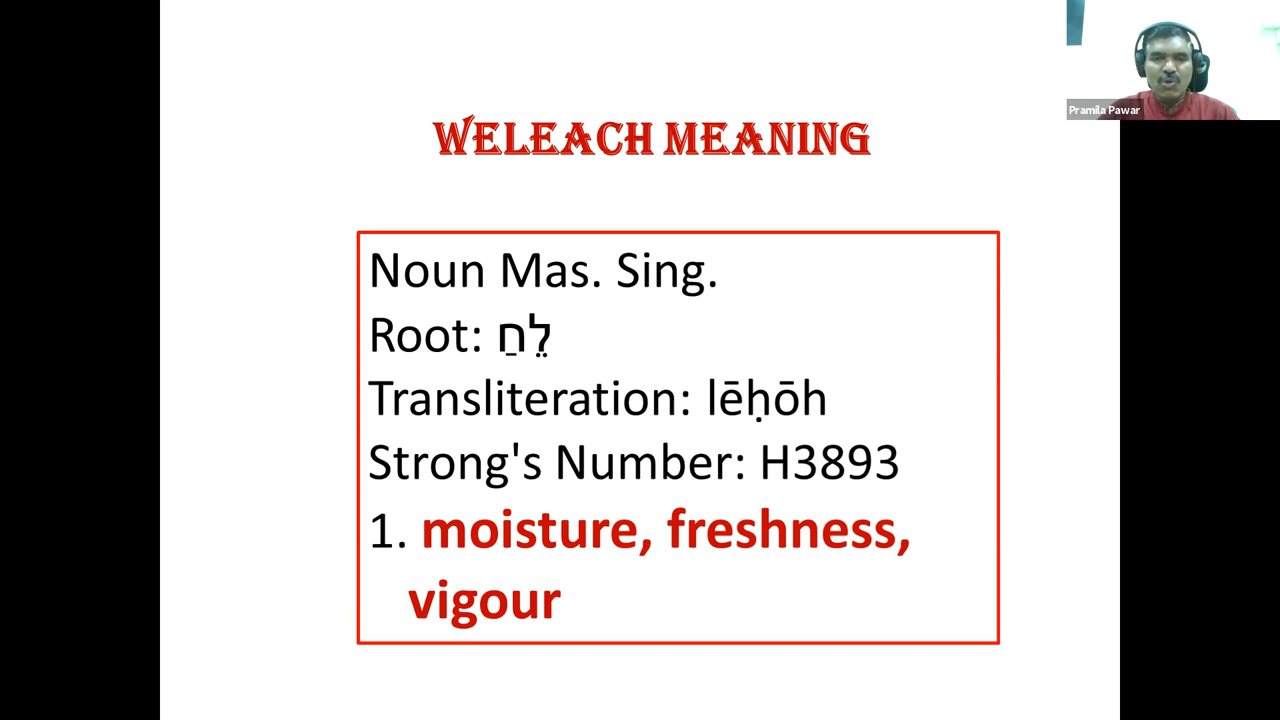 WELEACH MEANING
Noun Mas. Sing.
Root: לֵחַ
Transliteration: lēḥōh
Strong's Number: H3893
1. moisture, freshness,
vigour
Pramila Pawar